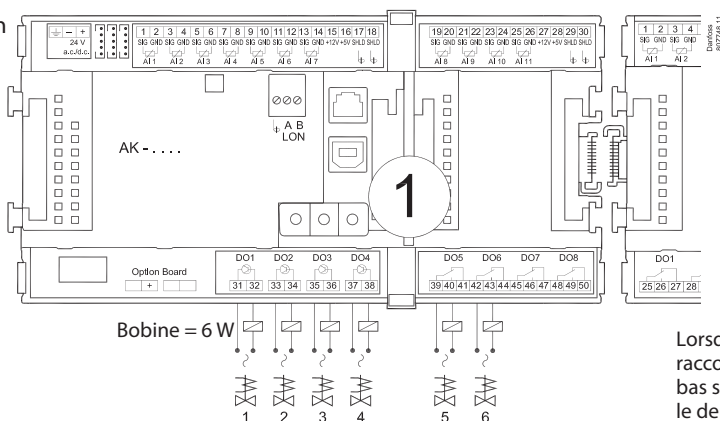 n
⏚ – +
24 V
a.c./d.c.
1 2 3 4 5 6 7 8 9 10 11 12 13 14 15 16 17 18
SIG GND SIG GND SIG GND SIG GND SIG GND SIG GND SIG GND +12V +5V SHLD SHLD
AI 1 AI 2 AI 3 AI 4 AI 5 AI 6 AI 7
19 20 21 22 23 24 25 26 27 28 29 30
SIG GND SIG GND SIG GND SIG GND +12V +5V SHLD SHLD
AI 8 AI 9 AI 10 AI 11
1 2 3 4
SIG GND SIG GND
AI 1 AI 2
Danfoss
80Z748.11
A B
LON
AK - . . . .
1
Option Board
+
DO1 DO2 DO3 DO4
31 32 33 34 35 36 37 38
DO5 DO6 DO7 DO8
39 40 41 42 43 44 45 46 47 48 49 50
DO1
25 26 27 28
Bobine = 6 W
1 2 3 4 5 6
Lorsc
racco
bas s
le de